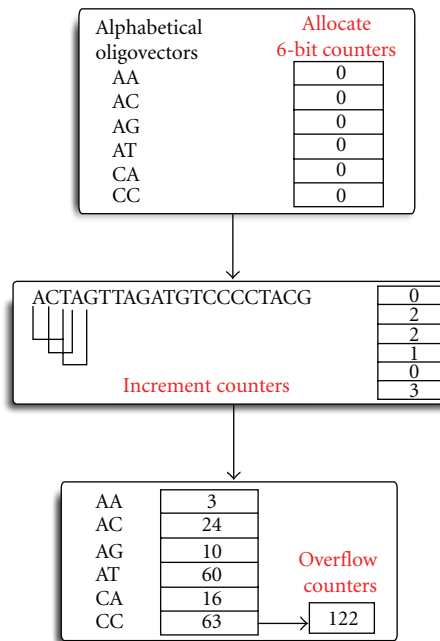 Alphabetical oligovectors
Allocate 6-bit counters
AA 0
AC 0
AG 0
AT 0
CA 0
CC 0
ACTAGTTAGATGTCCCCTACG
0
2
2
1
0
3
Increment counters
AA 3
AC 24
AG 10
AT 60
CA 16
CC 63
Overflow counters
122